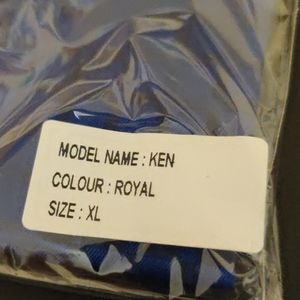 MODEL NAME : KEN
COLOUR : ROYAL
SIZE : XL